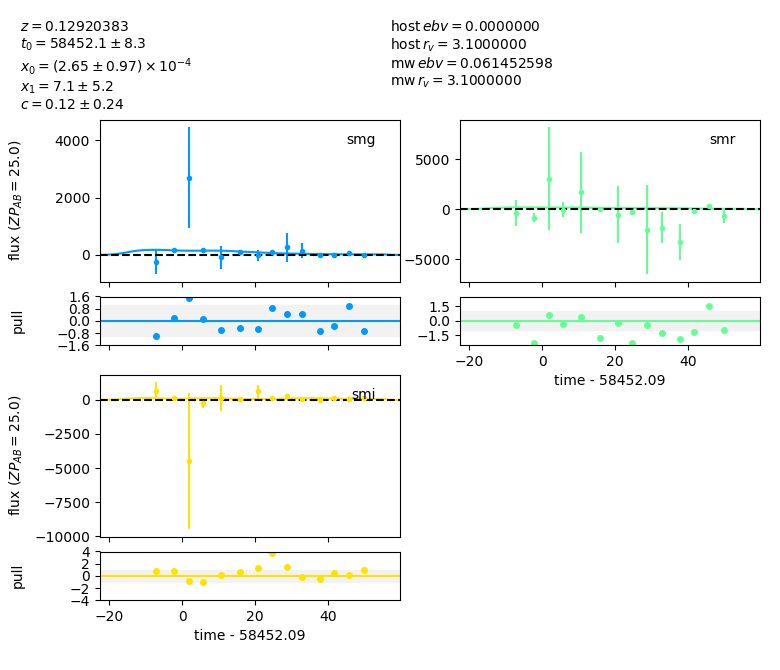 z = 0.12920383
t₀ = 58452.1 ± 8.3
x₀ = (2.65 ± 0.97) × 10⁻⁴
x₁ = 7.1 ± 5.2
c = 0.12 ± 0.24
host ebv = 0.0000000
host r_v = 3.1000000
mw ebv = 0.061452598
mw r_v = 3.1000000
smg
flux (ZP_AB = 25.0)
4000
2000
0
smr
5000
0
−5000
pull
1.6
0.8
0.0
−0.8
−1.6
1.5
0.0
−1.5
−20
0
20
40
time - 58452.09
smi
flux (ZP_AB = 25.0)
0
−2500
−5000
−7500
−10000
pull
4
2
0
−2
−4
−20
0
20
40
time - 58452.09